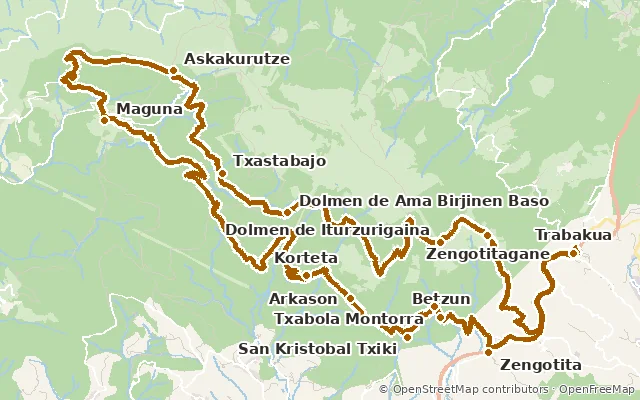 Askakurutze
Maguna
Txastabajo
Dolmen de Ama Birjinen Baso
Dolmen de Iturzurigaina
Trabakua
Zengotitagane
Korteta
Arkason
Betzun
Txabola Montorra
San Kristobal Txiki
Zengotita
© OpenStreetMap contributors · OpenFreeMap